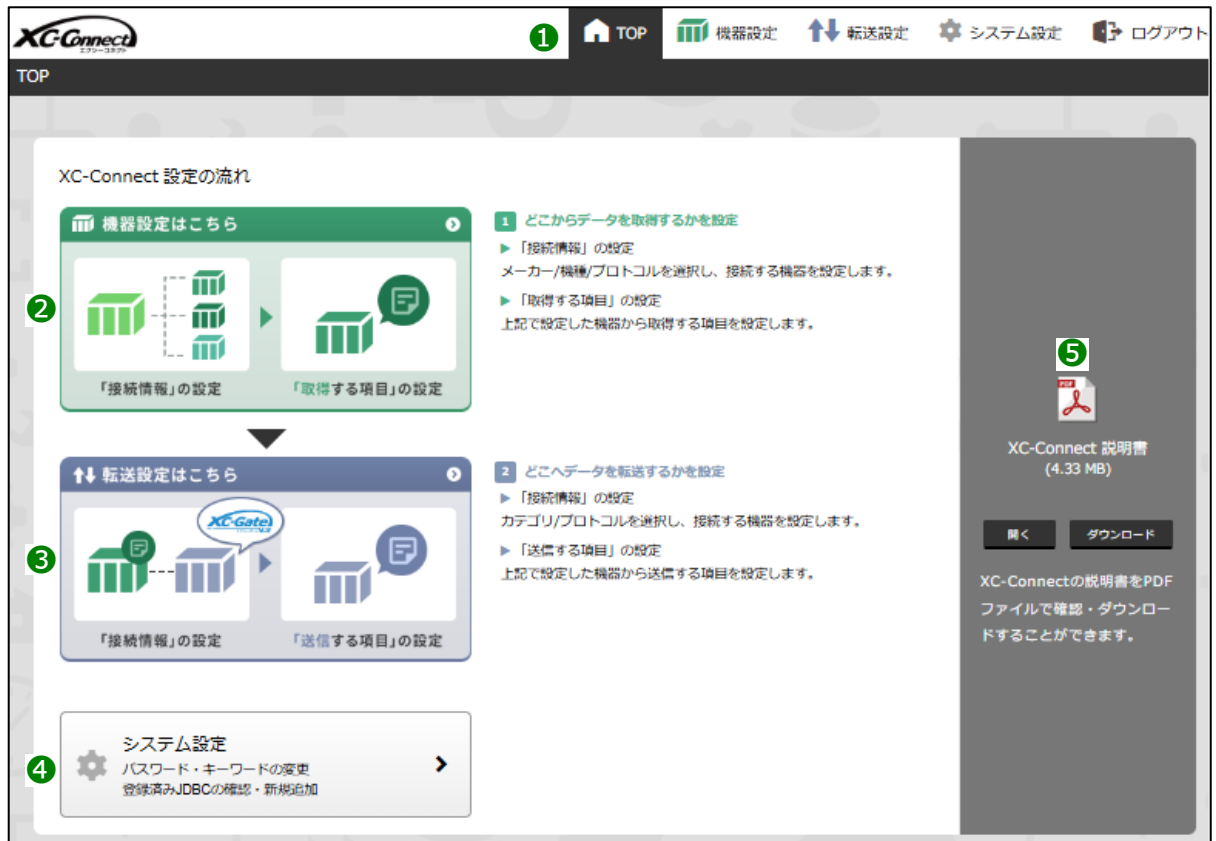 XC-Connect
エクシーコネクト
1 TOP 機器設定 転送設定 システム設定 ログアウト
TOP
XC-Connect 設定の流れ
機器設定はこちら
2
「接続情報」の設定 「取得する項目」の設定
1 どこからデータを取得するかを設定
▶「接続情報」の設定
メーカー/機種/プロトコルを選択し、接続する機器を設定します。
▶「取得する項目」の設定
上記で設定した機器から取得する項目を設定します。
転送設定はこちら
XC-Gate
3
「接続情報」の設定 「送信する項目」の設定
2 どこへデータを転送するかを設定
▶「接続情報」の設定
カテゴリ/プロトコルを選択し、接続する機器を設定します。
▶「送信する項目」の設定
上記で設定した機器から送信する項目を設定します。
4
システム設定
パスワード・キーワードの変更
登録済みJDBCの確認・新規追加
5
PDF
XC-Connect 説明書
(4.33 MB)
開く ダウンロード
XC-Connectの説明書をPDF
ファイルで確認・ダウンロー
ドすることができます。